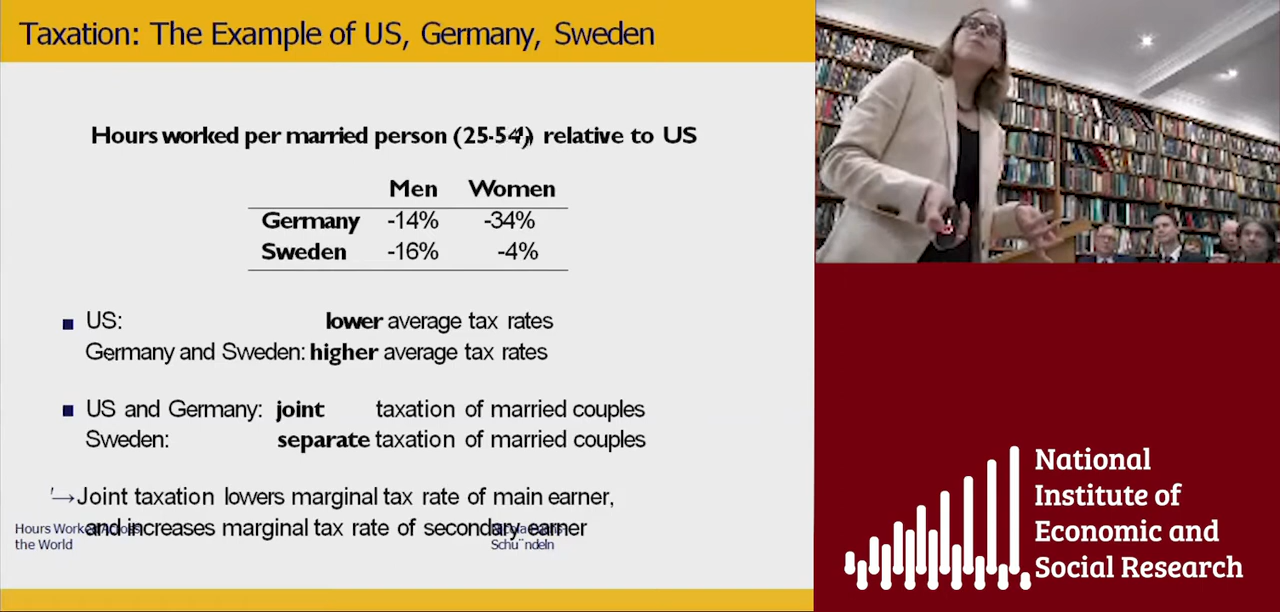 Taxation: The Example of US, Germany, Sweden
Hours worked per married person (25-54) relative to US
Men Women
Germany -14% -34%
Sweden -16% -4%
US: lower average tax rates
Germany and Sweden: higher average tax rates
US and Germany: joint taxation of married couples
Sweden: separate taxation of married couples
→Joint taxation lowers marginal tax rate of main earner,
and increases marginal tax rate of secondary earner
Hours Worked Across
the World
Schu¨ndeln
National
Institute of
Economic and
Social Research